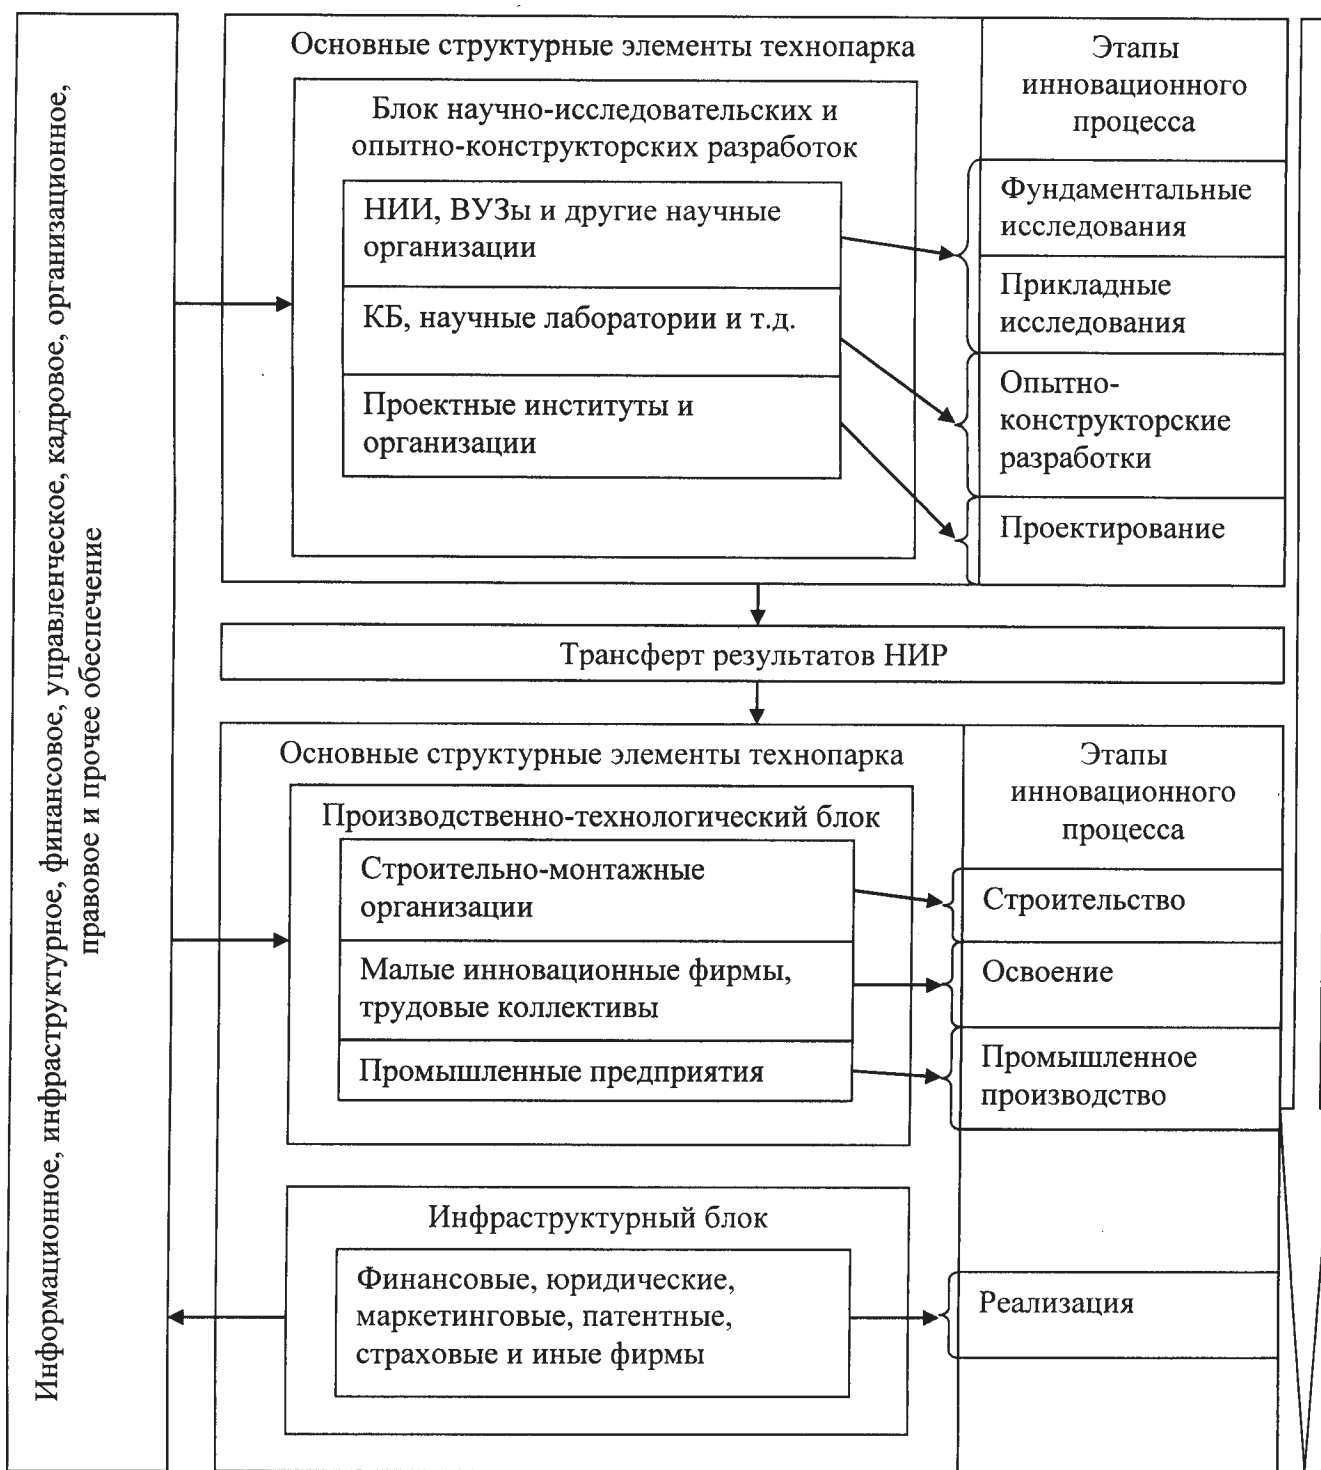 Информационное, инфраструктурное, финансовое, управленческое, кадровое, организационное,
правовое и прочее обеспечение
Основные структурные элементы технопарка
Блок научно-исследовательских и
опытно-конструкторских разработок
НИИ, ВУЗы и другие научные
организации
КБ, научные лаборатории и т.д.
Проектные институты и
организации
Этапы
инновационного
процесса
Фундаментальные
исследования
Прикладные
исследования
Опытно-
конструкторские
разработки
Проектирование
Трансферт результатов НИР
Основные структурные элементы технопарка
Производственно-технологический блок
Строительно-монтажные
организации
Малые инновационные фирмы,
трудовые коллективы
Промышленные предприятия
Этапы
инновационного
процесса
Строительство
Освоение
Промышленное
производство
Инфраструктурный блок
Финансовые, юридические,
маркетинговые, патентные,
страховые и иные фирмы
Реализация